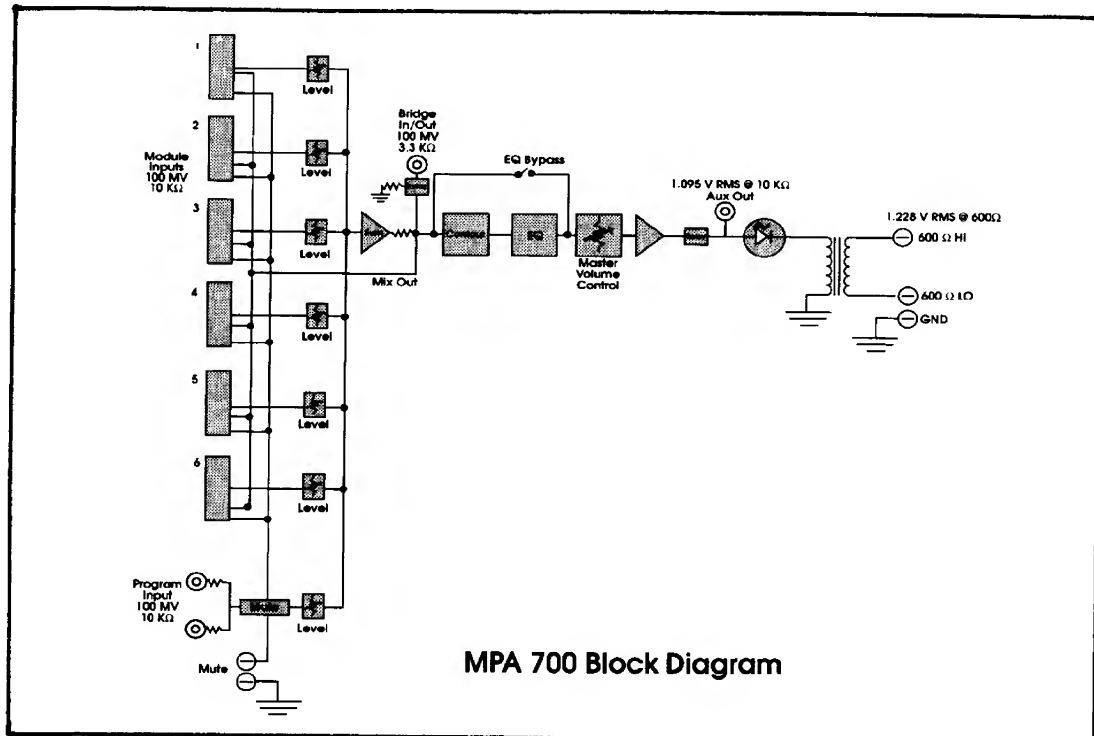 1
Level
2
Module
Inputs
100 MV
10 KΩ
Level
3
Level
4
Level
5
Level
6
Level
Program
Input
100 MV
10 KΩ
Mute
Level
Mute
Bridge
In/Out
100 MV
3.3 KΩ
Mix Out
EQ Bypass
Contour
EQ
Master
Volume
Control
1.095 V RMS @ 10 KΩ
Aux Out
1.228 V RMS @ 600Ω
600 Ω HI
600 Ω LO
GND
MPA 700 Block Diagram